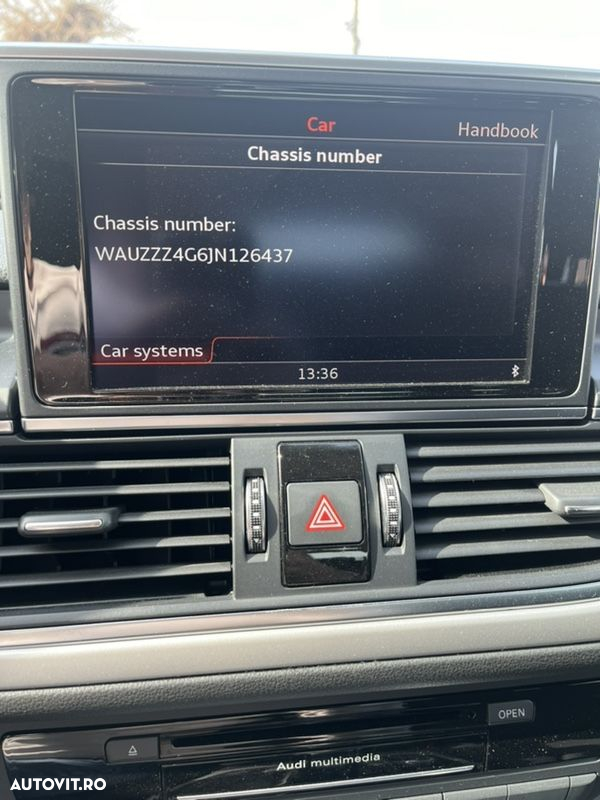 Car
Handbook
Chassis number
Chassis number:
WAUZZZ4G6JN126437
Car systems
13:36
OPEN
Audi multimedia
AUTOVIT.RO